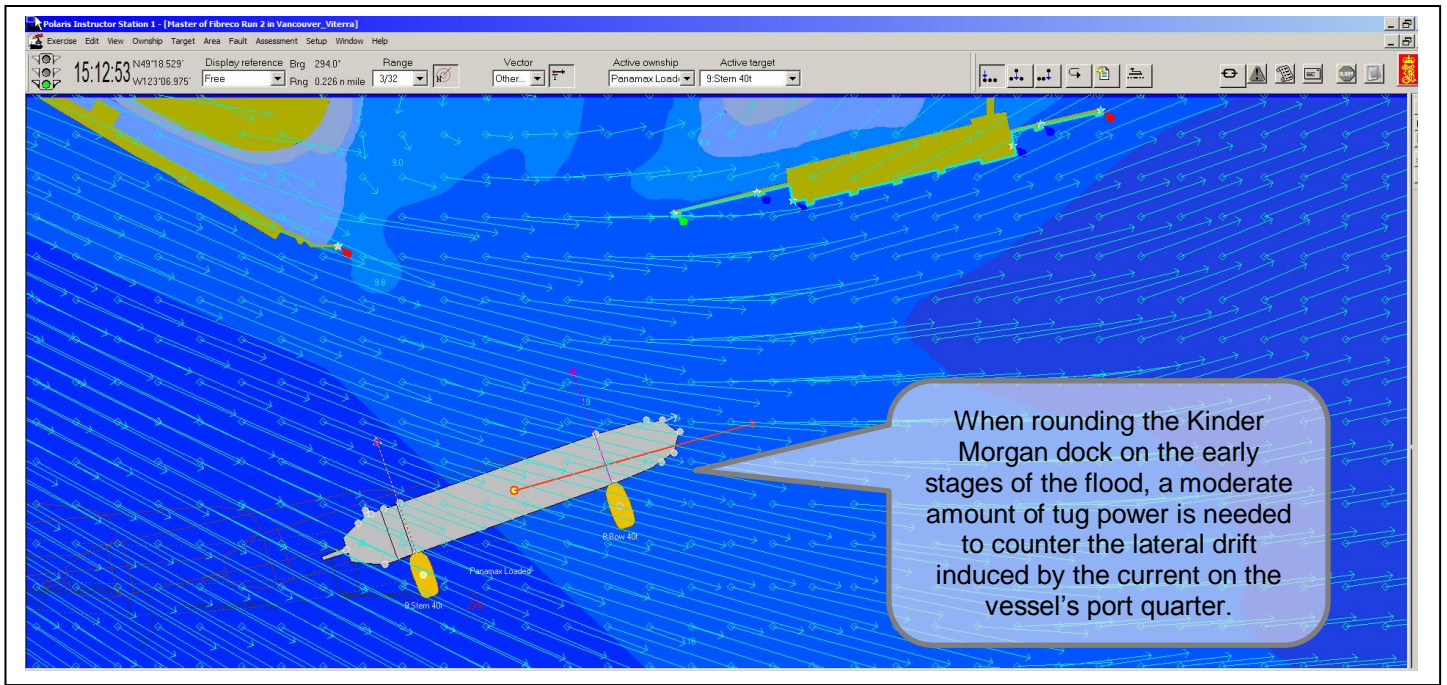 Polaris Instructor Station 1 - [Master of Fibreco Run 2 in Vancouver_Viterra]
Exercise Edit View Ownship Target Area Fault Assessment Setup Window Help
15:12:53
N49°18.529'
W123°06.975'
Display reference
Free
Brg 294.0°
Rng 0.226 n mile
Range
3/32
Vector
Other...
Active ownship
Panamax Load
Active target
9:Stern 40t
9.0
9.8
8:Bow 40t
Panamax Loaded
9:Stern 40t
When rounding the Kinder
Morgan dock on the early
stages of the flood, a moderate
amount of tug power is needed
to counter the lateral drift
induced by the current on the
vessel's port quarter.